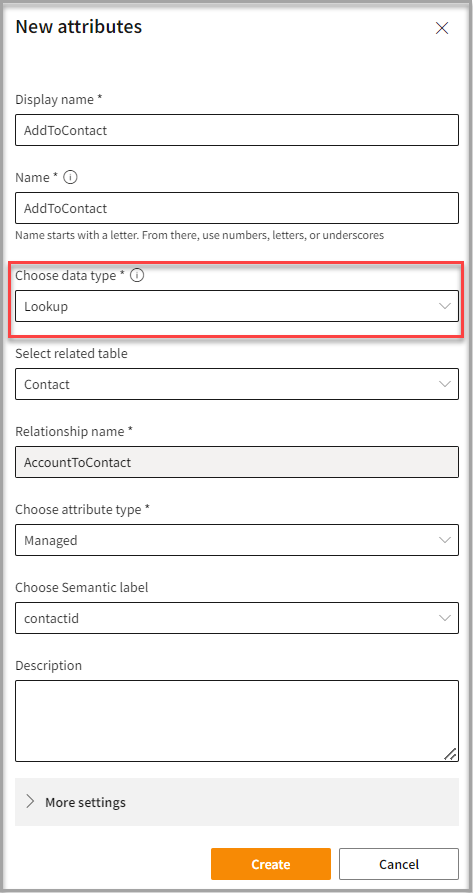 New attributes
Display name *
AddToContact
Name *
AddToContact
Name starts with a letter. From there, use numbers, letters, or underscores
Choose data type *
Lookup
Select related table
Contact
Relationship name *
AccountToContact
Choose attribute type *
Managed
Choose Semantic label
contactid
Description
More settings
Create Cancel